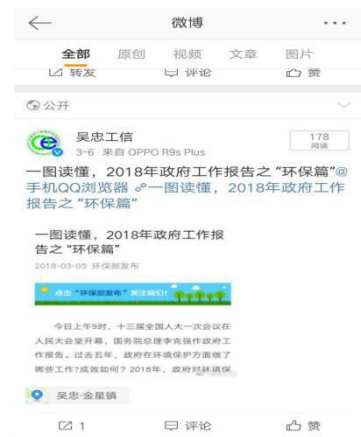 微博
全部 原创 视频 文章 图片
转发 评论 赞
公开
吴忠工信
178
阅读
3-6 来自 OPPO R9s Plus
一图读懂，2018年政府工作报告之“环保篇”@
手机QQ浏览器 一图读懂，2018年政府工作
报告之“环保篇”
一图读懂，2018年政府工作报
告之“环保篇”
2018-03-05 环保部发布
点击“环保部发布”关注我们!
今日上午9时，十三届全国人大一次会议在
人民大会堂开幕，国务院总理李克强作政府工
作报告。过去五年，政府在环境保护方面做了
哪些工作?成效如何? 2018年，政府对环境保
吴忠·金星镇
1 评论 赞